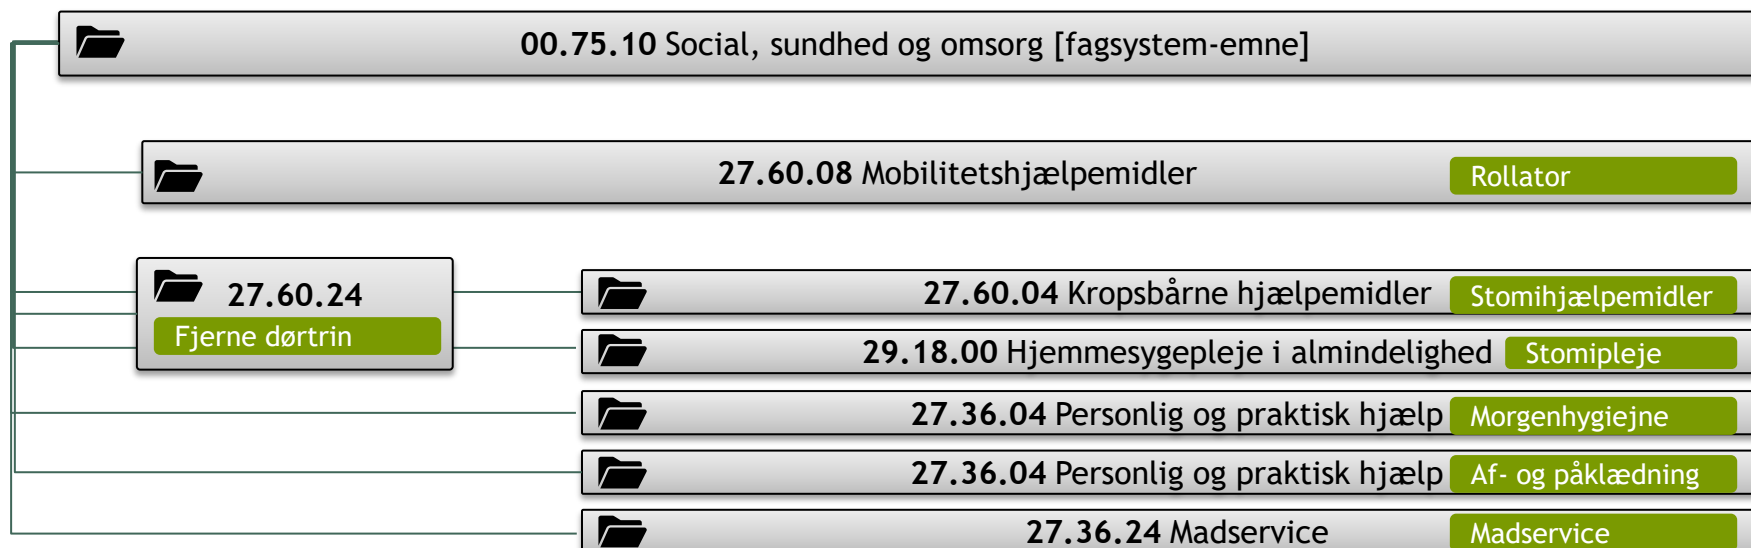 00.75.10 Social, sundhed og omsorg [fagsystem-emne]
27.60.08 Mobilitetshjælpemidler
Rollator
27.60.24
Fjerne dørtrin
27.60.04 Kropsbårne hjælpemidler
Stomihjælpemidler
29.18.00 Hjemmesygepleje i almindelighed
Stomipleje
27.36.04 Personlig og praktisk hjælp
Morgenhygiejne
27.36.04 Personlig og praktisk hjælp
Af- og påklædning
27.36.24 Madservice
Madservice